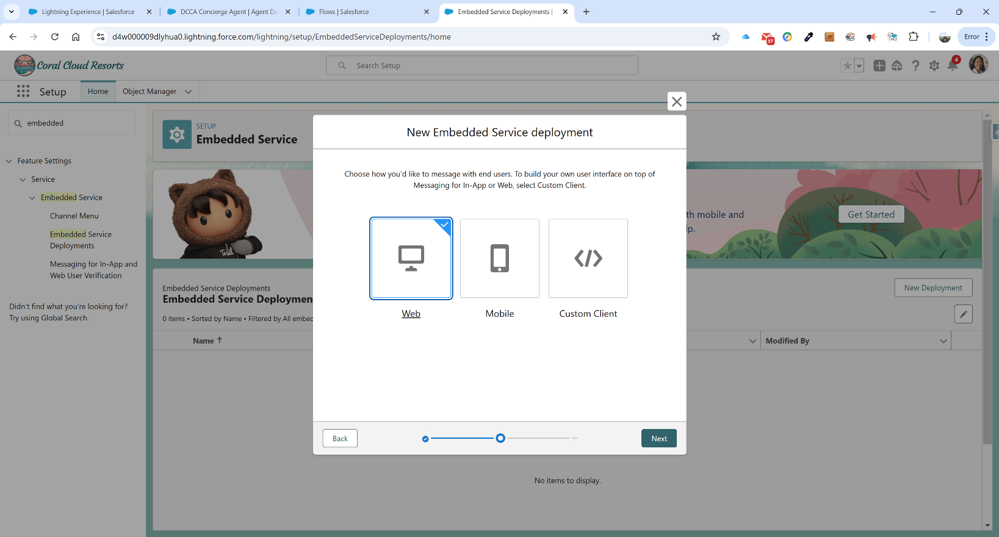 Lightning Experience | Salesforce
DCCA Concierge Agent | Agent De
Flows | Salesforce
Embedded Service Deployments |
d4w000009dlyhua0.lightning.force.com/lightning/setup/EmbeddedServiceDeployments/home
37
Error
Coral Cloud Resorts
Search Setup
4
Setup
Home
Object Manager
embedded
Feature Settings
Service
Embedded Service
Channel Menu
Embedded Service
Deployments
Messaging for In-App and
Web User Verification
Didn't find what you're looking for?
Try using Global Search.
SETUP
Embedded Service
th mobile and
lp.
Get Started
Embedded Service Deployments
Embedded Service Deploymen
New Deployment
0 items • Sorted by Name • Filtered by All embed
Name
Modified By
No items to display.
New Embedded Service deployment
Choose how you'd like to message with end users. To build your own user interface on top of
Messaging for In-App or Web, select Custom Client.
Web
Mobile
Custom Client
Back
Next